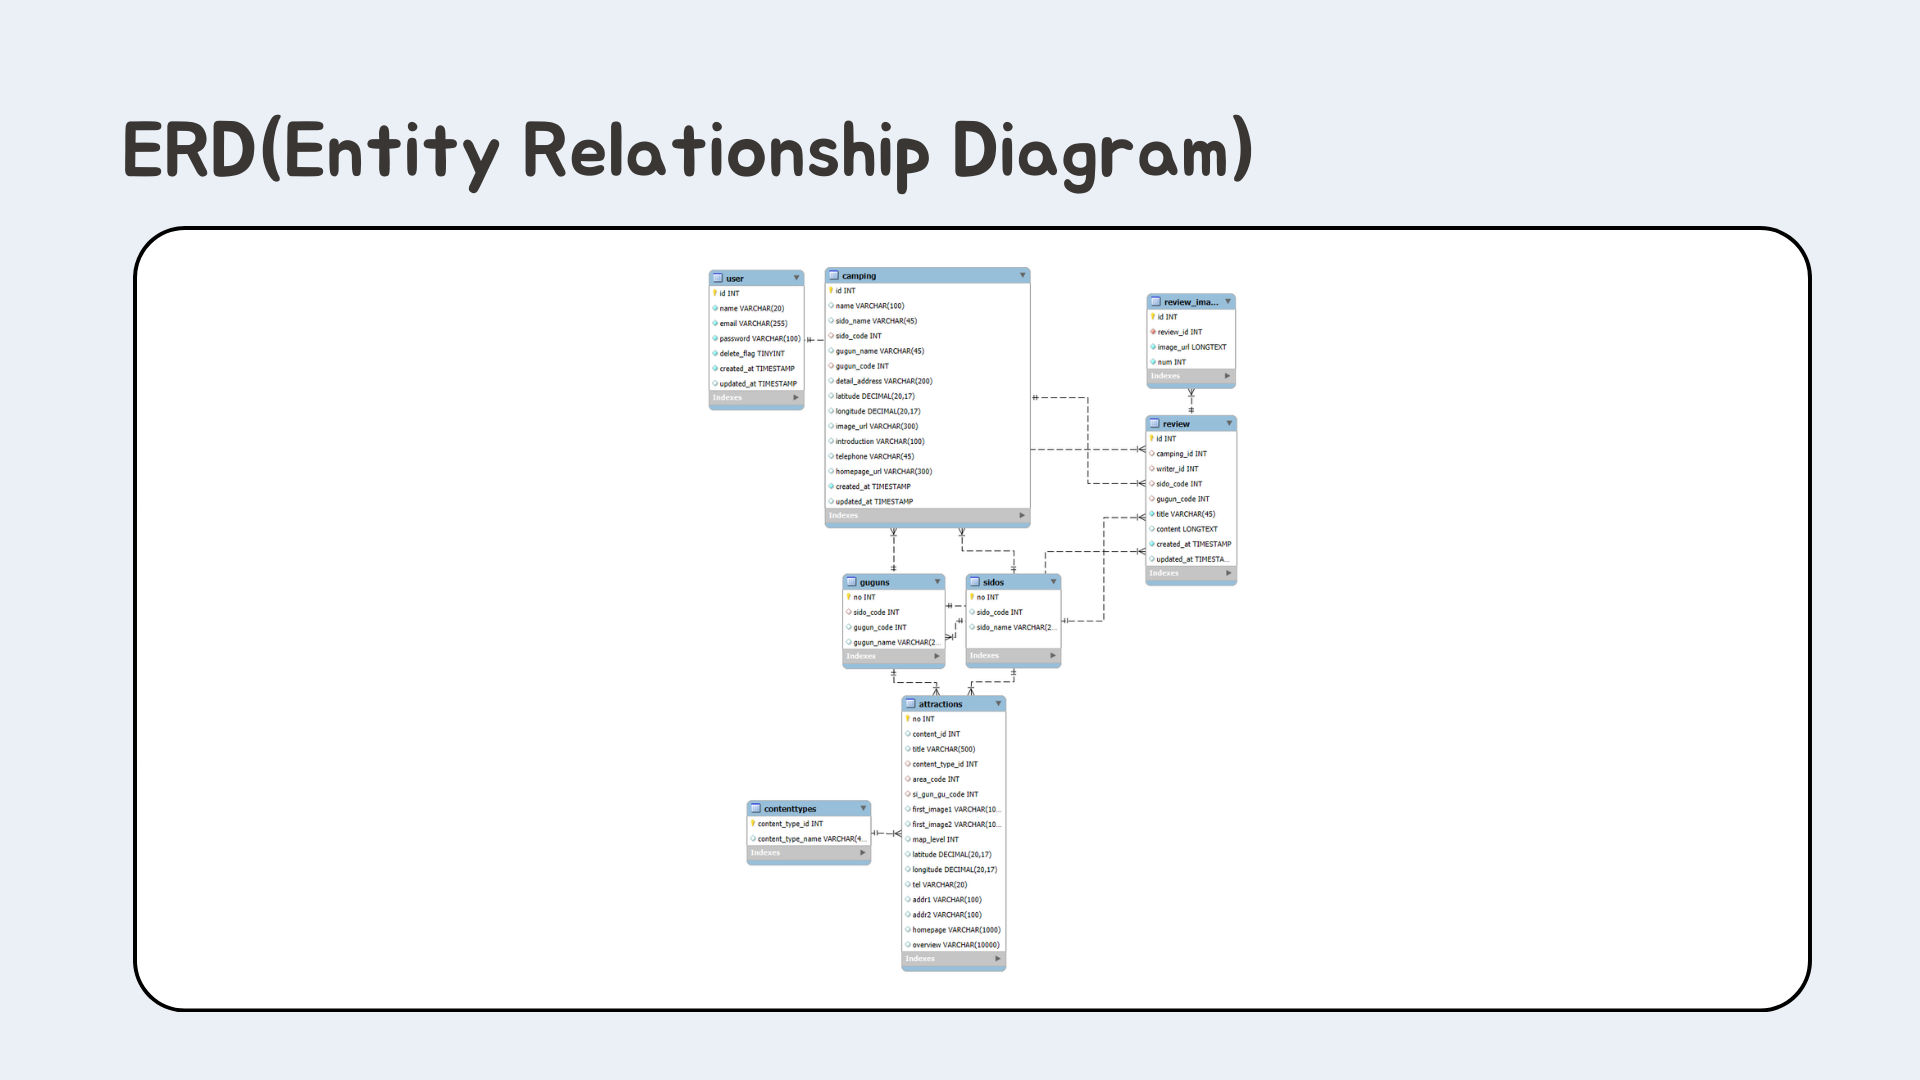 ERD(Entity Relationship Diagram)
user
id INT
name VARCHAR(20)
email VARCHAR(255)
password VARCHAR(100)
delete_flag TINYINT
created_at TIMESTAMP
updated_at TIMESTAMP
Indexes
camping
id INT
name VARCHAR(100)
sido_name VARCHAR(45)
sido_code INT
gugun_name VARCHAR(45)
gugun_code INT
detail_address VARCHAR(200)
latitude DECIMAL(20,17)
longitude DECIMAL(20,17)
image_url VARCHAR(300)
introduction VARCHAR(100)
telephone VARCHAR(45)
homepage_url VARCHAR(300)
created_at TIMESTAMP
updated_at TIMESTAMP
Indexes
review_ima...
id INT
review_id INT
image_url LONGTEXT
num INT
Indexes
review
id INT
camping_id INT
writer_id INT
sido_code INT
gugun_code INT
title VARCHAR(45)
content LONGTEXT
created_at TIMESTAMP
updated_at TIMESTA...
Indexes
guguns
no INT
sido_code INT
gugun_code INT
gugun_name VARCHAR(2...
Indexes
sidos
no INT
sido_code INT
sido_name VARCHAR(2...
Indexes
attractions
no INT
content_id INT
title VARCHAR(500)
content_type_id INT
area_code INT
si_gun_gu_code INT
first_image1 VARCHAR(10...
first_image2 VARCHAR(10...
map_level INT
latitude DECIMAL(20,17)
longitude DECIMAL(20,17)
tel VARCHAR(20)
addr1 VARCHAR(100)
addr2 VARCHAR(100)
homepage VARCHAR(1000)
overview VARCHAR(10000)
Indexes
contenttypes
content_type_id INT
content_type_name VARCHAR(4...
Indexes